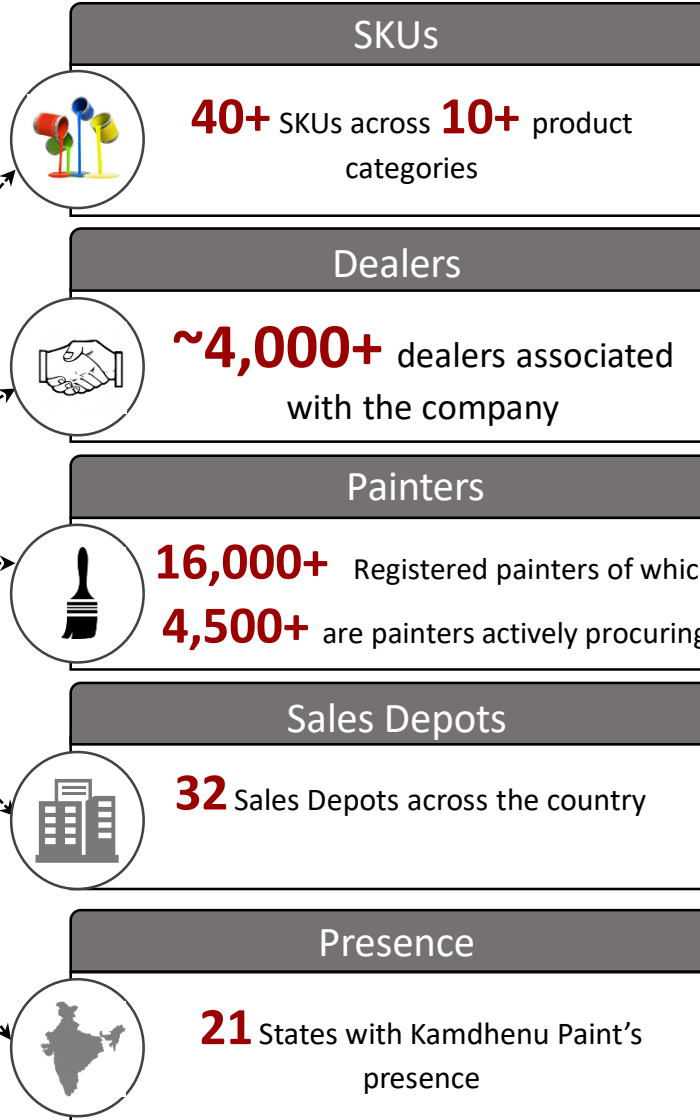 SKUs
40+ SKUs across 10+ product
categories
Dealers
~4,000+ dealers associated
with the company
Painters
16,000+ Registered painters of whic
4,500+ are painters actively procuring
Sales Depots
32 Sales Depots across the country
Presence
21 States with Kamdhenu Paint's
presence